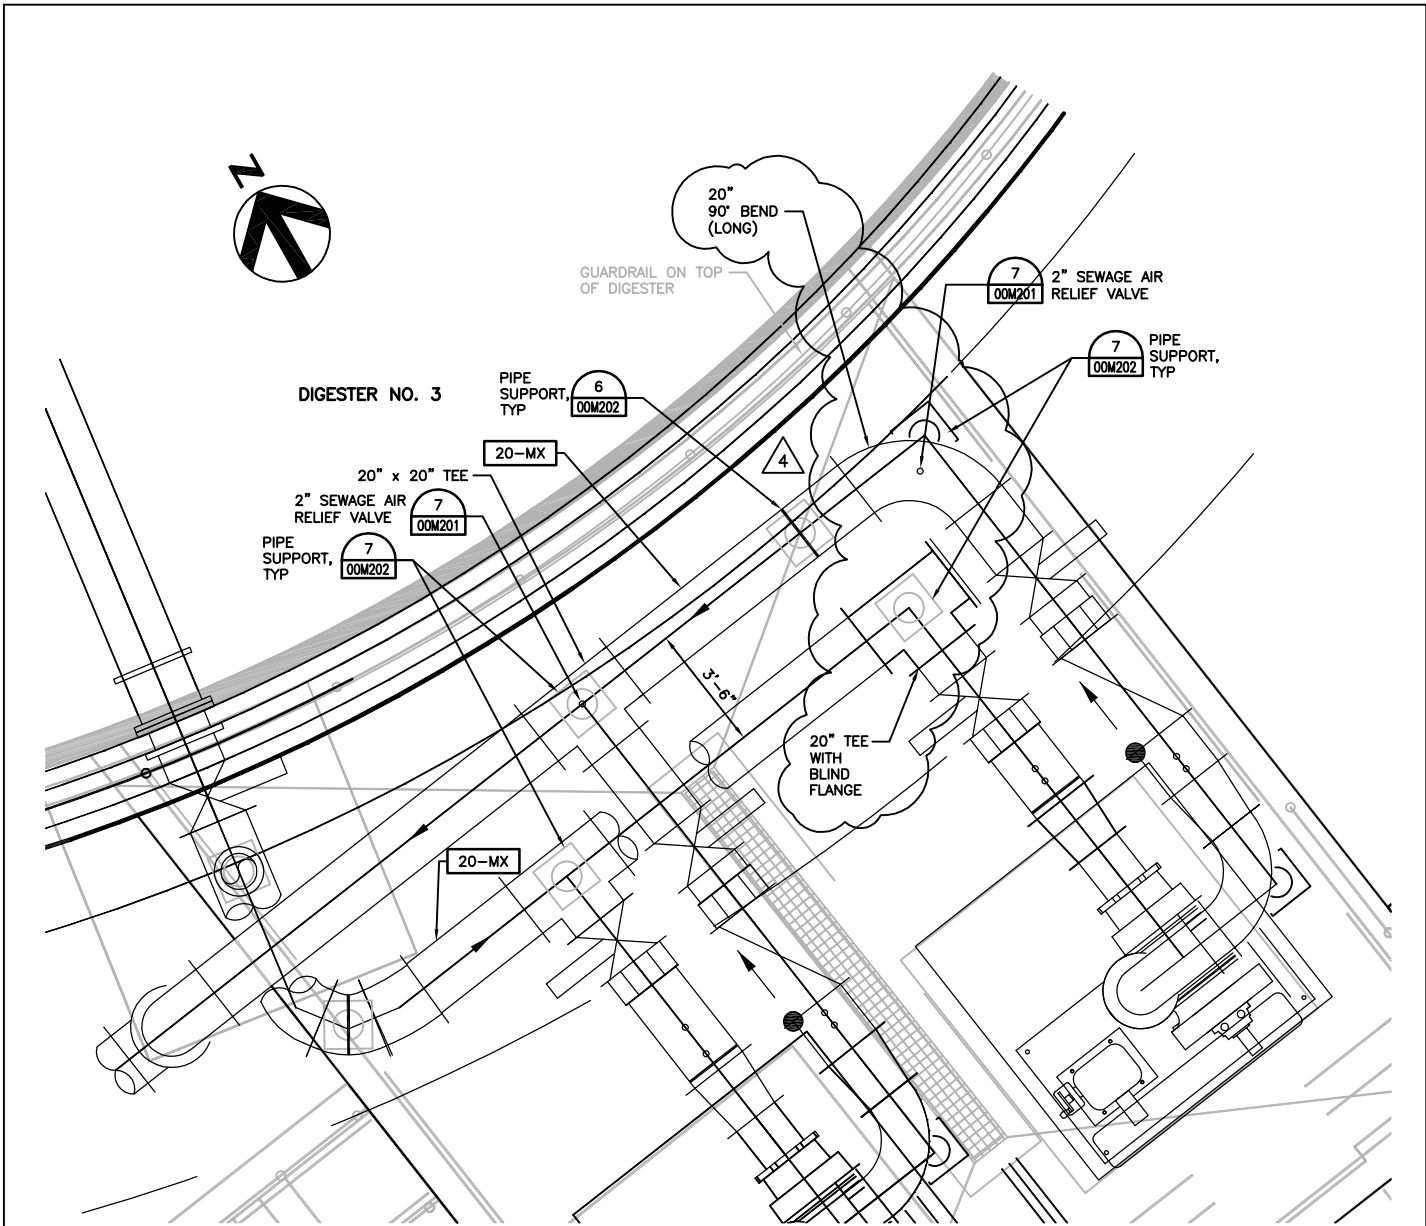 N
20"
90° BEND
(LONG)
GUARDRAIL ON TOP
OF DIGESTER
7
00M201
2" SEWAGE AIR
RELIEF VALVE
7
00M202
PIPE
SUPPORT,
TYP
DIGESTER NO. 3
PIPE
SUPPORT,
TYP
6
00M202
20-MX
4
20" x 20" TEE
2" SEWAGE AIR
RELIEF VALVE
7
00M201
PIPE
SUPPORT,
TYP
7
00M202
3'-6"
20" TEE
WITH
BLIND
FLANGE
20-MX